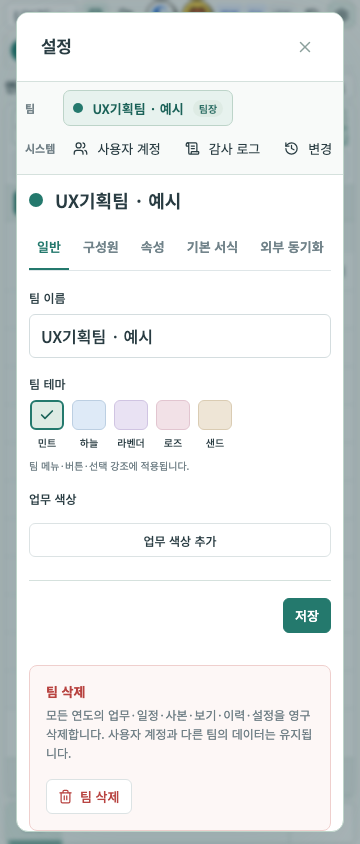 설정
팀 UX기획팀 · 예시 팀장
시스템 사용자 계정 감사 로그 변경
UX기획팀 · 예시
일반 구성원 속성 기본 서식 외부 동기화
팀 이름
UX기획팀 · 예시
팀 테마
민트 하늘 라벤더 로즈 샌드
팀 메뉴·버튼·선택 강조에 적용됩니다.
업무 색상
업무 색상 추가
저장
팀 삭제
모든 연도의 업무·일정·사본·보기·이력·설정을 영구
삭제합니다. 사용자 계정과 다른 팀의 데이터는 유지됩
니다.
팀 삭제